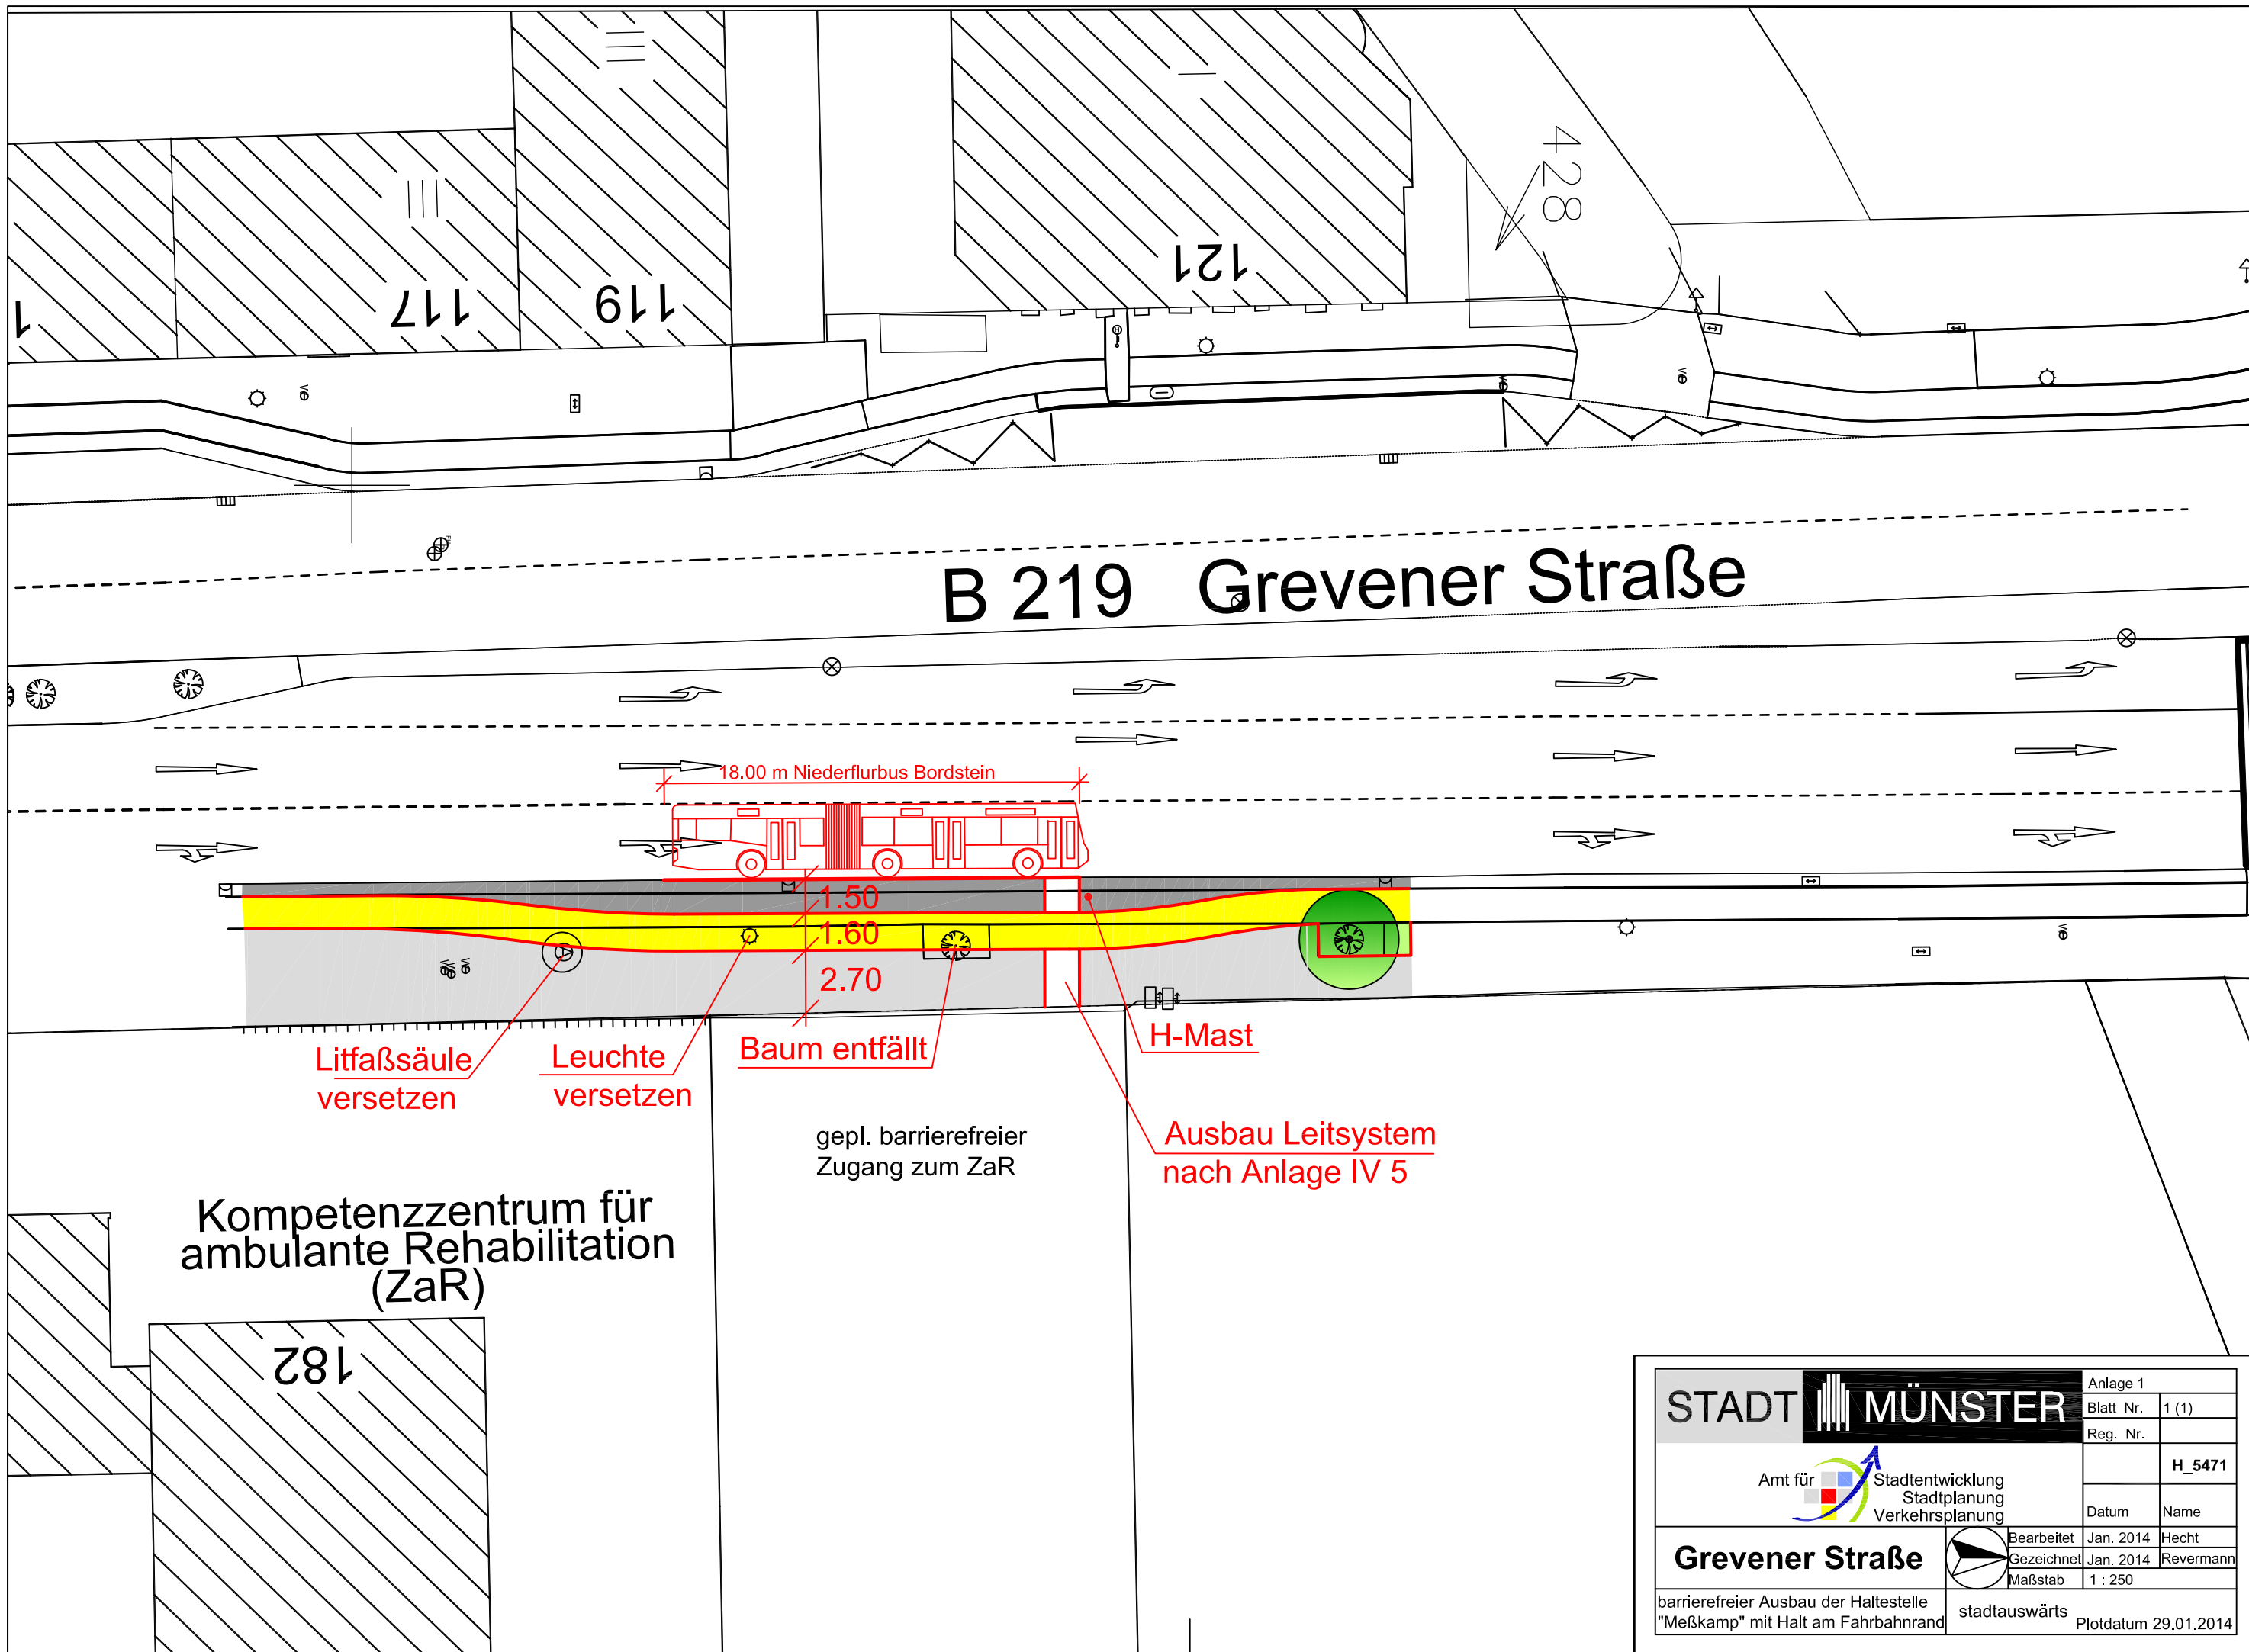 428
121
119
117
1
B 219 Grevener Straße
18.00 m Niederflurbus Bordstein
1.50
1.60
2.70
Litfaßsäule
versetzen
Leuchte
versetzen
Baum entfällt
H-Mast
Ausbau Leitsystem
nach Anlage IV 5
gepl. barrierefreier
Zugang zum ZaR
Kompetenzzentrum für
ambulante Rehabilitation
(ZaR)
182
STADT MÜNSTER
Anlage 1
Blatt Nr. 1 (1)
Reg. Nr.
H_5471
Amt für Stadtentwicklung
Stadtplanung
Verkehrsplanung
Datum Name
Grevener Straße
Bearbeitet Jan. 2014 Hecht
Gezeichnet Jan. 2014 Revermann
Maßstab 1 : 250
barrierefreier Ausbau der Haltestelle
"Meßkamp" mit Halt am Fahrbahnrand
stadtauswärts
Plotdatum 29.01.2014